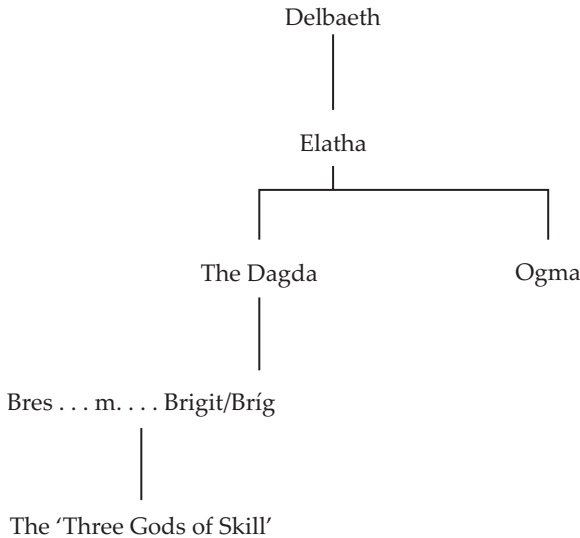 Delbaeth
Elatha
The Dagda Ogma
Bres . . . m. . . . Brigit/Bríg
The ‘Three Gods of Skill’